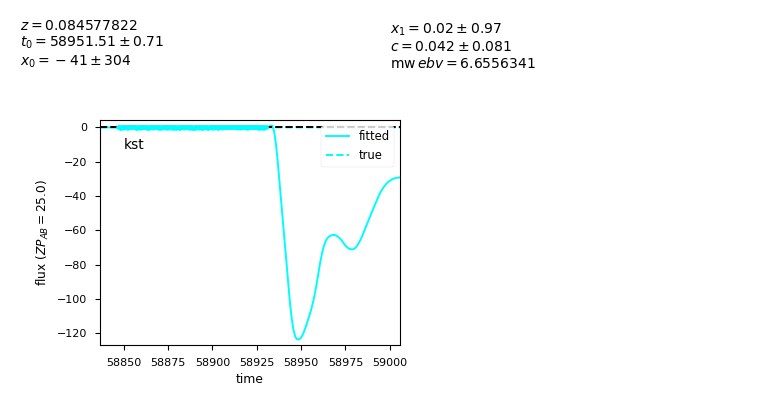 z = 0.084577822
t₀ = 58951.51 ± 0.71
x₀ = − 41 ± 304
x₁ = 0.02 ± 0.97
c = 0.042 ± 0.081
mw ebv = 6.6556341
kst
fitted
true
0
−20
−40
−60
−80
−100
−120
flux (ZP_AB = 25.0)
58850 58875 58900 58925 58950 58975 59000
time